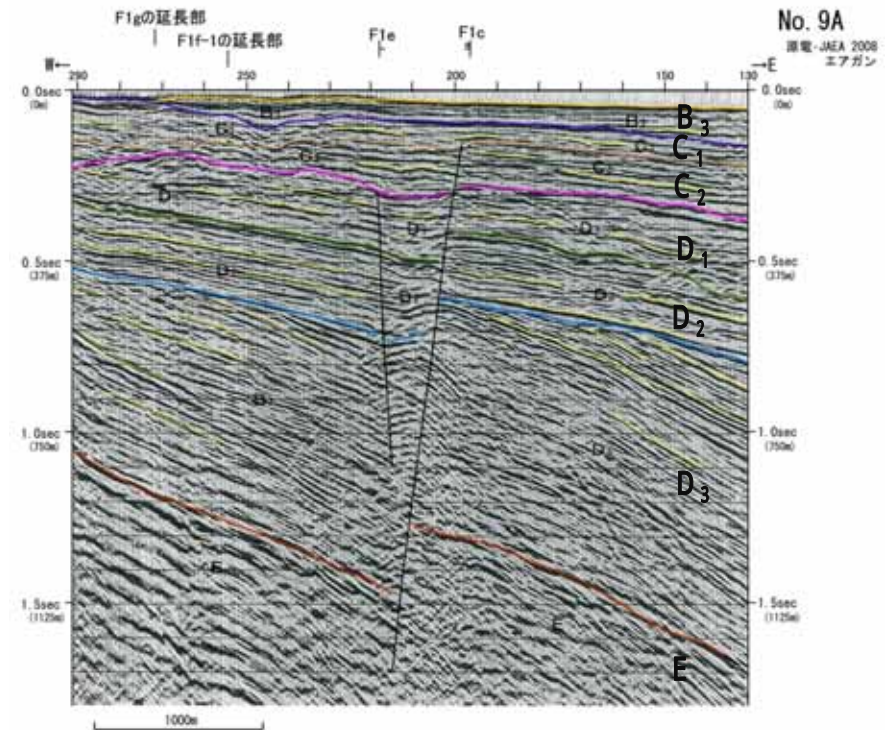 No. 9A
原電-JAEA 2008
エアガン
F1gの延長部
F1f-1の延長部
F1e
F1c
W←
→E
290
250
200
150
130
0.0sec
(0m)
0.0sec
(0m)
B₃
C₁
C₂
D₁
0.5sec
(375m)
0.5sec
(375m)
D₂
1.0sec
(750m)
1.0sec
(750m)
D₃
1.5sec
(1125m)
1.5sec
(1125m)
E
E
1000m